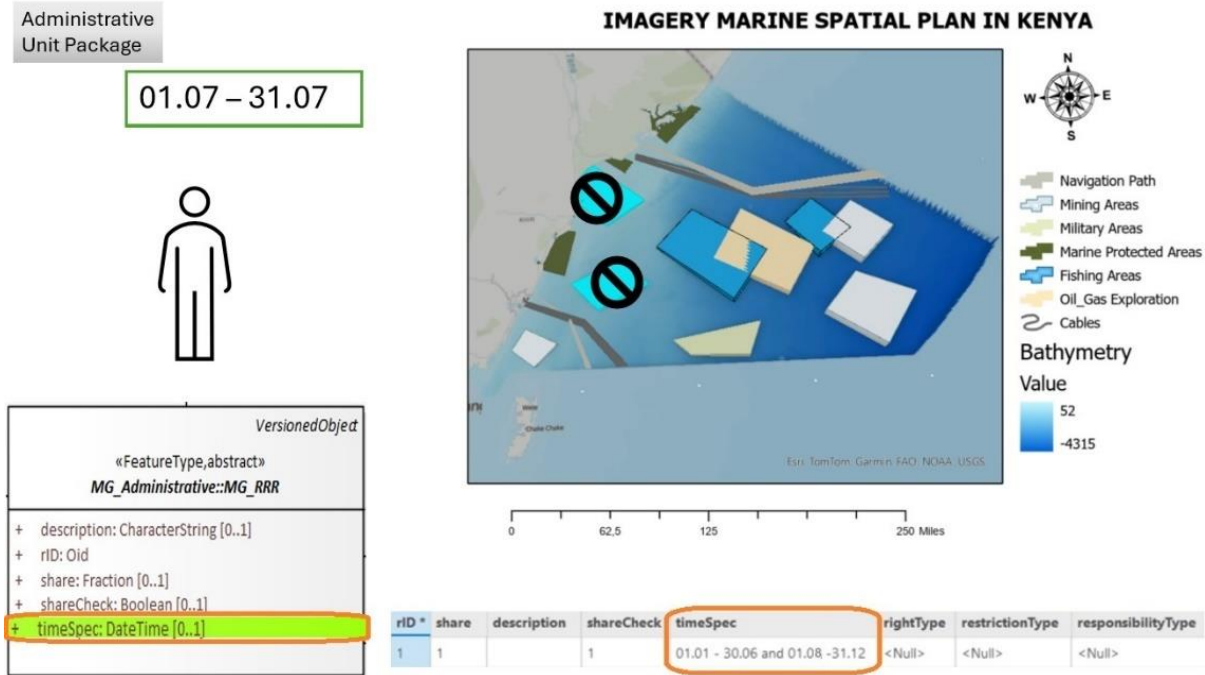 Administrative
Unit Package
01.07 – 31.07
IMAGERY MARINE SPATIAL PLAN IN KENYA
N
W
E
S
Navigation Path
Mining Areas
Military Areas
Marine Protected Areas
Fishing Areas
Oil_Gas Exploration
Cables
Bathymetry
Value
52
-4315
Chake Chake
Esri, TomTom, Garmin, FAO, NOAA, USGS
0 62,5 125 250 Miles
VersionedObject
«FeatureType,abstract»
MG_Administrative::MG_RRR
+ description: CharacterString [0..1]
+ rID: Oid
+ share: Fraction [0..1]
+ shareCheck: Boolean [0..1]
+ timeSpec: DateTime [0..1]
rID * share description shareCheck timeSpec rightType restrictionType responsibilityType
1 1 1 01.01 - 30.06 and 01.08 -31.12 <Null> <Null> <Null>